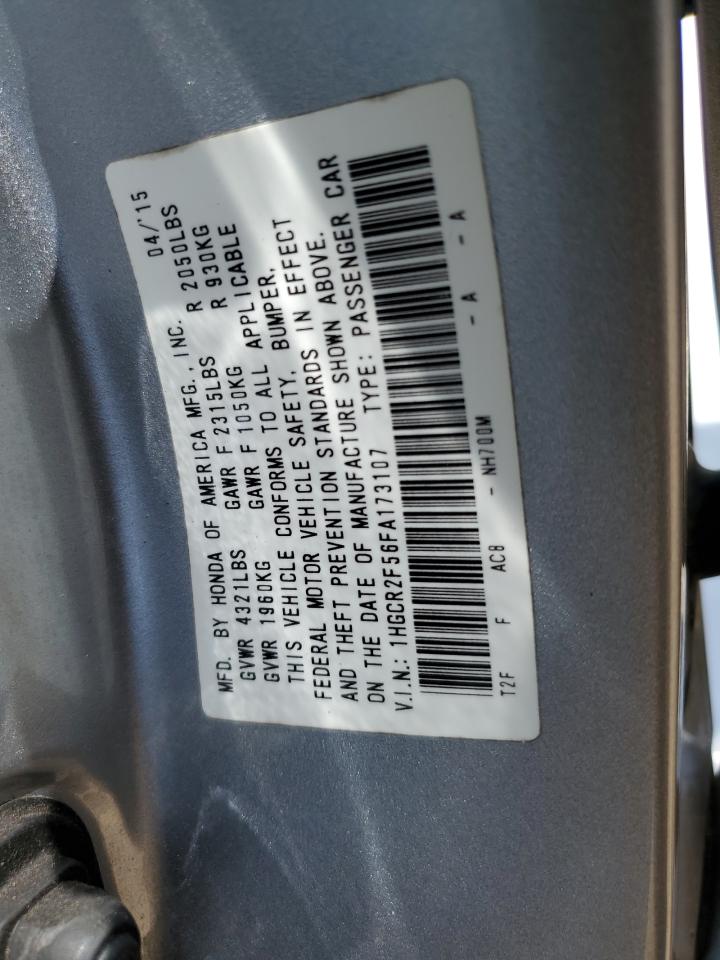 MFD. BY HONDA OF AMERICA MFG., INC. 04/'15
GVWR 4321LBS GAWR F 2315LBS R 2050LBS
GVWR 1960KG GAWR F 1050KG R 930KG
THIS VEHICLE CONFORMS TO ALL APPLICABLE
FEDERAL MOTOR VEHICLE SAFETY, BUMPER,
AND THEFT PREVENTION STANDARDS IN EFFECT
ON THE DATE OF MANUFACTURE SHOWN ABOVE.
V.I.N.: 1HGCR2F56FA173107 TYPE: PASSENGER CAR
T2F F AC8 - NH700M - A - A